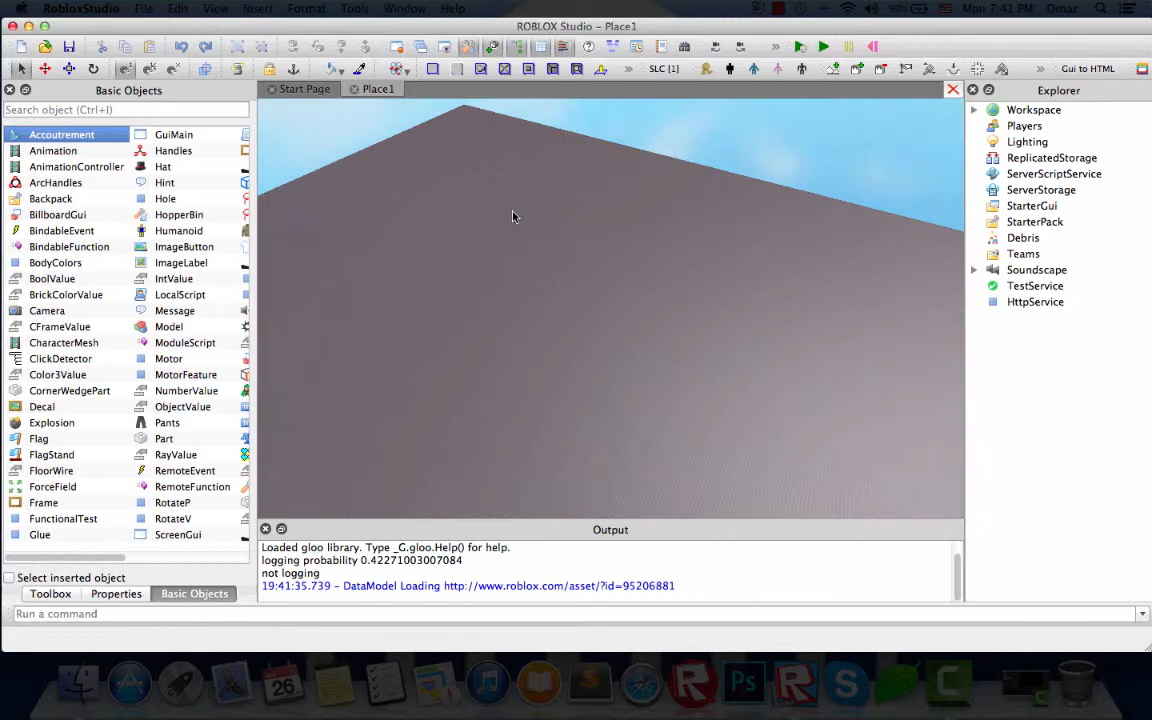 RobloxStudio File Edit View Insert Format Tools Window Help 90% Mon 7:41 PM Omar
ROBLOX Studio - Place1
SLC [1] Gui to HTML
Basic Objects
Start Page Place1
Explorer
Search object (Ctrl+I)
Accoutrement GuiMain
Animation Handles
AnimationController Hat
ArcHandles Hint
Backpack Hole
BillboardGui HopperBin
BindableEvent Humanoid
BindableFunction ImageButton
BodyColors ImageLabel
BoolValue IntValue
BrickColorValue LocalScript
Camera Message
CFrameValue Model
CharacterMesh ModuleScript
ClickDetector Motor
Color3Value MotorFeature
CornerWedgePart NumberValue
Decal ObjectValue
Explosion Pants
Flag Part
FlagStand RayValue
FloorWire RemoteEvent
ForceField RemoteFunction
Frame RotateP
FunctionalTest RotateV
Glue ScreenGui
Select inserted object
Toolbox Properties Basic Objects
Workspace
Players
Lighting
ReplicatedStorage
ServerScriptService
ServerStorage
StarterGui
StarterPack
Debris
Teams
Soundscape
TestService
HttpService
Output
Loaded gloo library. Type _G.gloo.Help() for help.
logging probability 0.42271003007084
not logging
19:41:35.739 - DataModel Loading http://www.roblox.com/asset/?id=95206881
Run a command
26
Ps